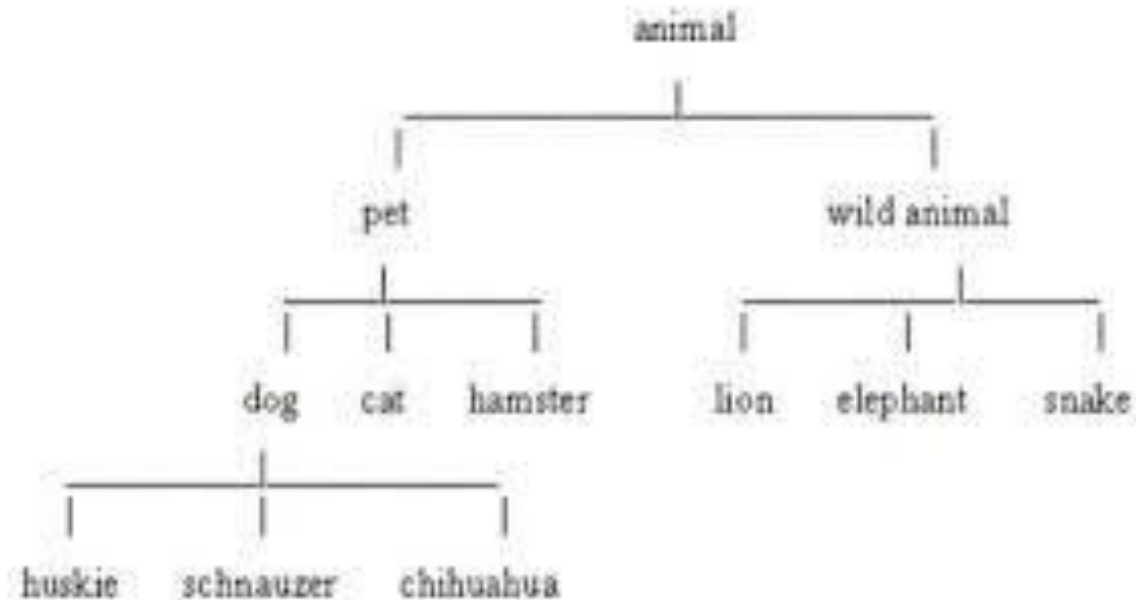 animal
pet wild animal
dog cat hamster lion elephant snake
huskie schnauzer chihuahua